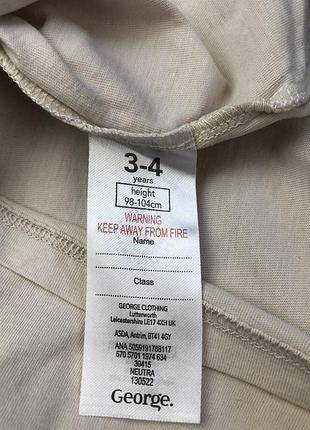 3-4
years
height
98-104cm
WARNING
KEEP AWAY FROM FIRE
Name
Class
GEORGE CLOTHING
Lutterworth
Leicestershire LE17 4XH UK
ASDA, Antrim, BT41 4GY
ANA 5059191788117
570 5701 1974 634
30415
NEUTRA
130522
George.